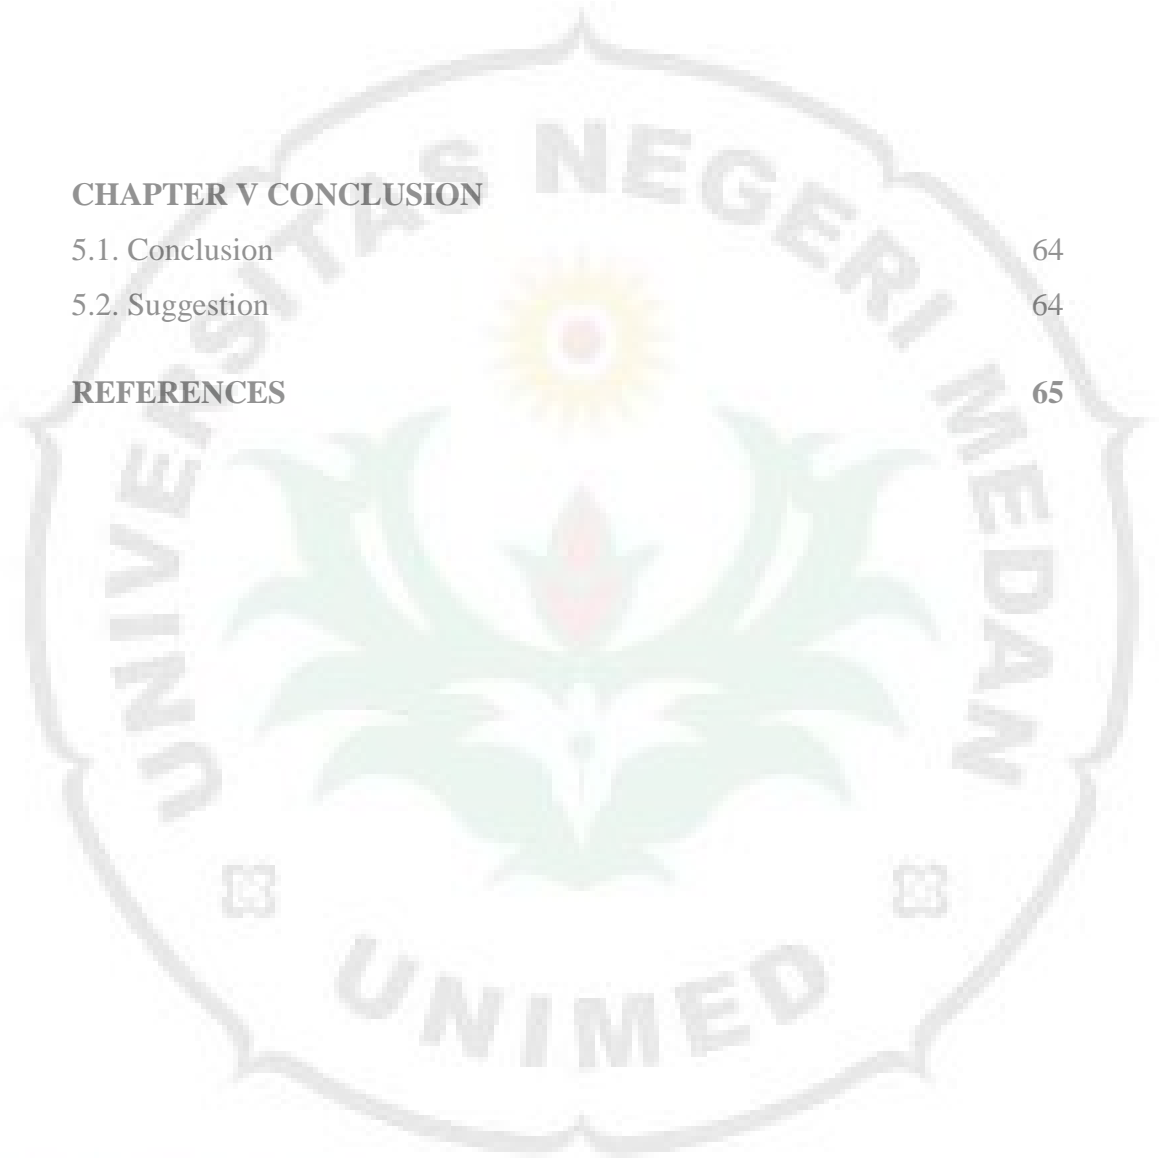 CHAPTER V CONCLUSION
5.1. Conclusion 64
5.2. Suggestion 64
REFERENCES 65
UNIVERSITAS NEGERI MEDAN
UNIMED